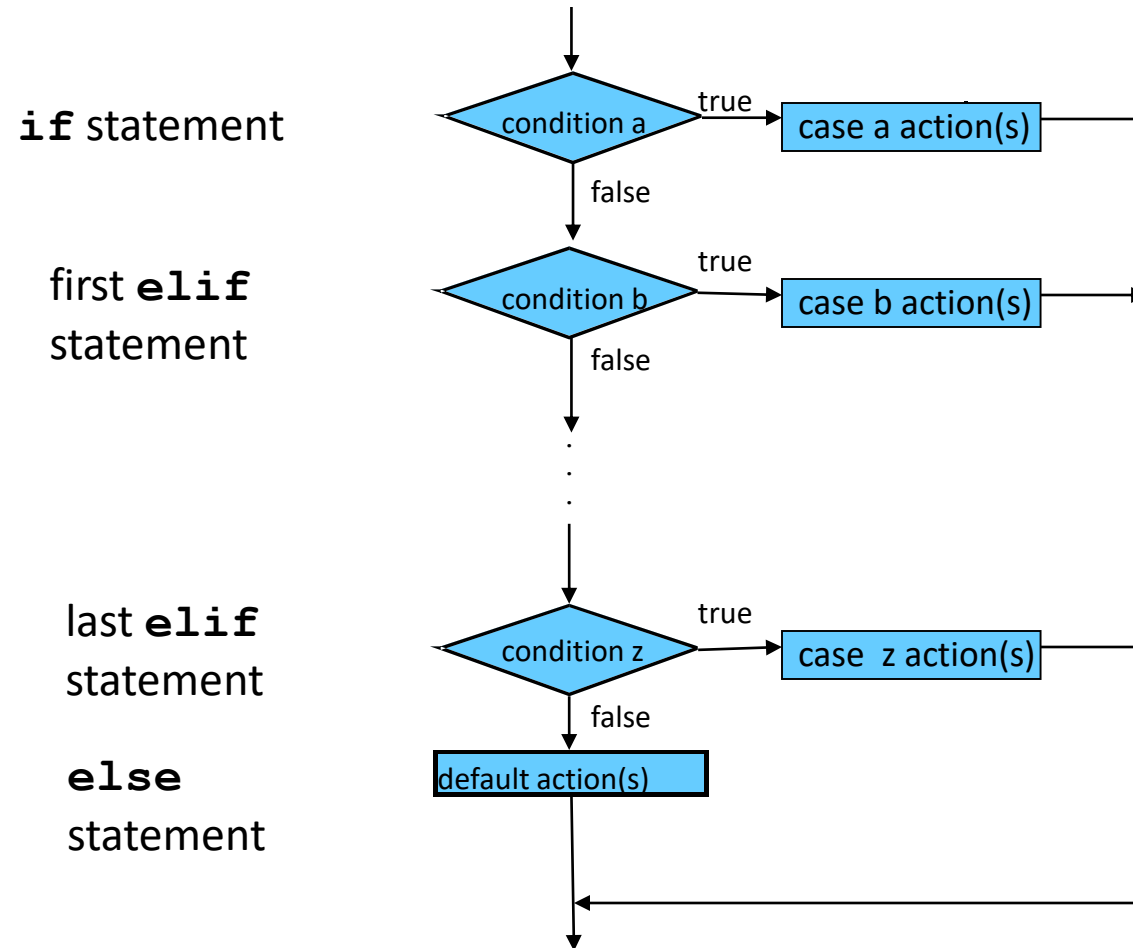 if statement
condition a
true
case a action(s)
false
first elif
statement
condition b
true
case b action(s)
false
.
.
.
last elif
statement
condition z
true
case z action(s)
false
else
statement
default action(s)